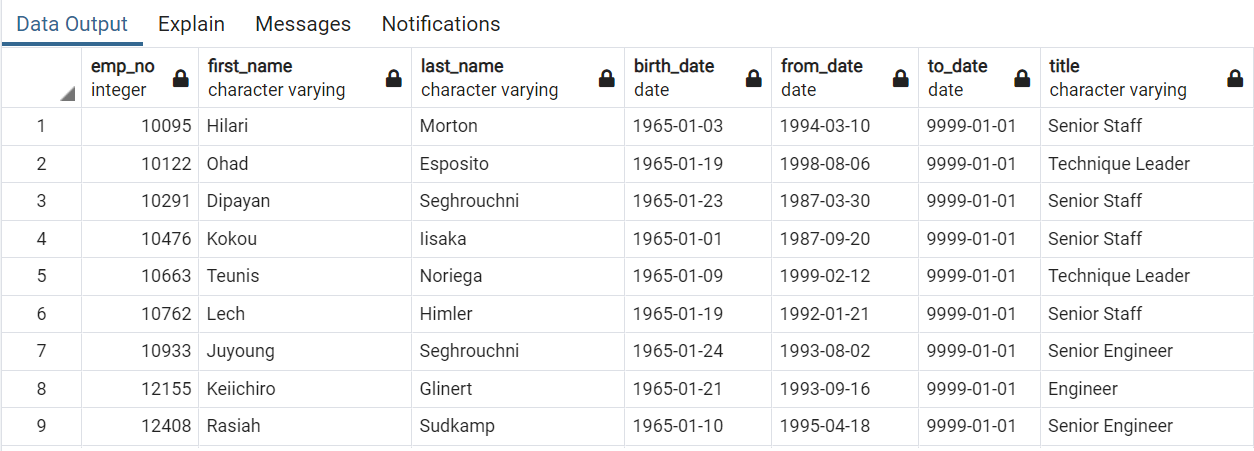 Data Output Explain Messages Notifications
emp_no first_name last_name birth_date from_date to_date title
integer character varying character varying date date date character varying
1 10095 Hilari Morton 1965-01-03 1994-03-10 9999-01-01 Senior Staff
2 10122 Ohad Esposito 1965-01-19 1998-08-06 9999-01-01 Technique Leader
3 10291 Dipayan Seghrouchni 1965-01-23 1987-03-30 9999-01-01 Senior Staff
4 10476 Kokou Iisaka 1965-01-01 1987-09-20 9999-01-01 Senior Staff
5 10663 Teunis Noriega 1965-01-09 1999-02-12 9999-01-01 Technique Leader
6 10762 Lech Himler 1965-01-19 1992-01-21 9999-01-01 Senior Staff
7 10933 Juyoung Seghrouchni 1965-01-24 1993-08-02 9999-01-01 Senior Engineer
8 12155 Keiichiro Glinert 1965-01-21 1993-09-16 9999-01-01 Engineer
9 12408 Rasiah Sudkamp 1965-01-10 1995-04-18 9999-01-01 Senior Engineer